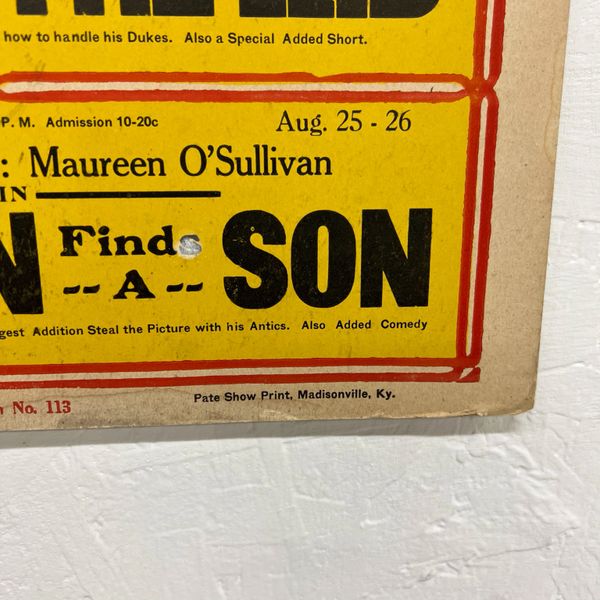 how to handle his Dukes. Also a Special Added Short.
P. M. Admission 10-20c Aug. 25 - 26
: Maureen O'Sullivan
IN
N Finds
-- A -- SON
gest Addition Steal the Picture with his Antics. Also Added Comedy
No. 113 Pate Show Print, Madisonville, Ky.